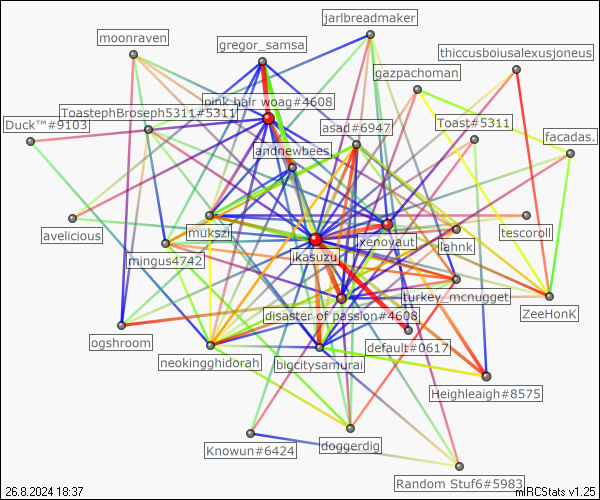 jarlbreadmaker
moonraven
gregor_samsa
thiccusboiusalexusjoneus
gazpachoman
pink hair woag#4608
ToastephBroseph5311#5311
Duck™#9103
asad#6947
Toast#5311
facadas.
andnewbees
avelicious
mukszi
xenovaut
lahnk
tescoroll
mingus4742
ikasuzu
turkey_mcnugget
disaster of passion#4608
ZeeHonK
ogshroom
default#0617
neokingghidorah
bigcitysamurai
Heighleaigh#8575
Knowun#6424
doggerdig
Random Stuf6#5983
26.8.2024 18:37
mIRCStats v1.25